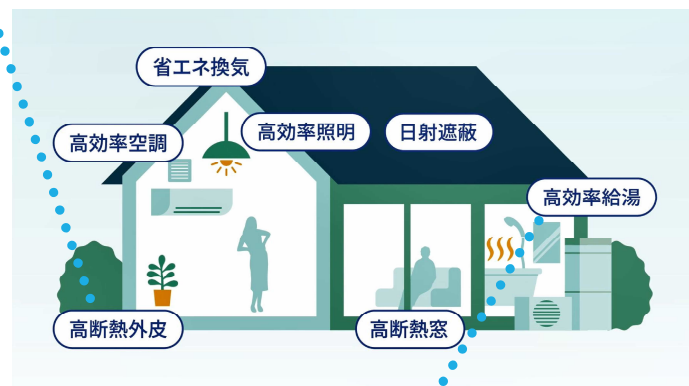 省エネ換気
高効率照明
日射遮蔽
高効率空調
高効率給湯
高断熱外皮
高断熱窓